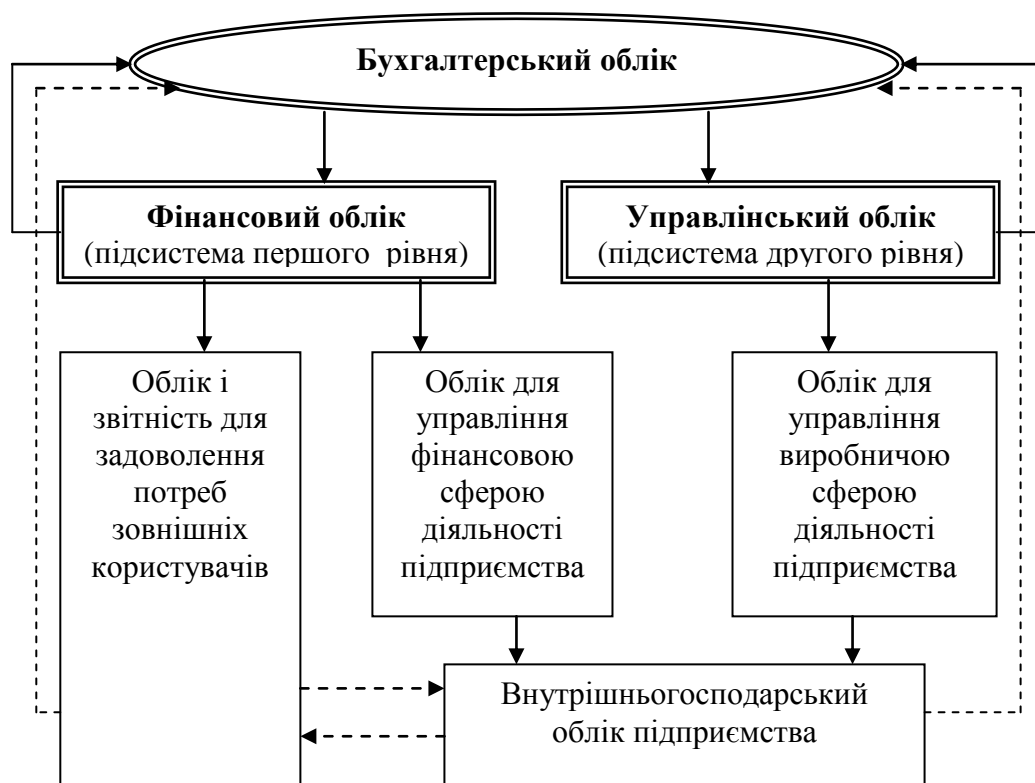 Бухгалтерський облік
Фінансовий облік
(підсистема першого рівня)
Управлінський облік
(підсистема другого рівня)
Облік і
звітність для
задоволення
потреб
зовнішніх
користувачів
Облік для
управління
фінансовою
сферою
діяльності
підприємства
Облік для
управління
виробничою
сферою
діяльності
підприємства
Внутрішньогосподарський
облік підприємства